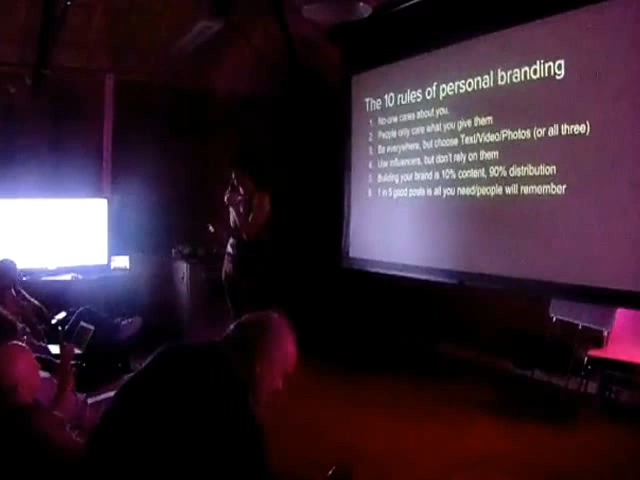 The 10 rules of personal branding
1. No-one cares about you.
2. People only care what you give them
3. Be everywhere, but choose Text/Video/Photos (or all three)
4. Use influencers, but don't rely on them
5. Building your brand is 10% content, 90% distribution
6. 1 in 5 good posts is all you need/people will remember